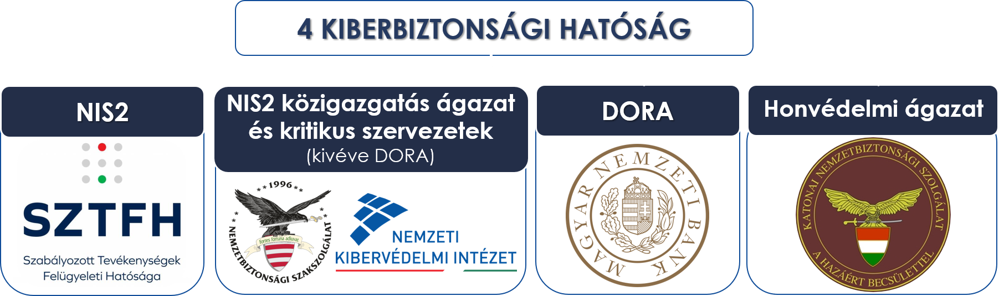 4 KIBERBIZTONSÁGI HATÓSÁG
NIS2
SZTFH
Szabályozott Tevékenységek
Felügyeleti Hatósága
NIS2 közigazgatás ágazat
és kritikus szervezetek
(kivéve DORA)
**1996**
** NEMZETBIZTONSÁGI SZAKSZOLGÁLAT **
Fortes fortuna adiuvat
NEMZETI
KIBERVÉDELMI INTÉZET
DORA
MAGYAR NEMZETI BANK
Honvédelmi ágazat
KATONAI NEMZETBIZTONSÁGI SZOLGÁLAT
A HAZÁÉRT BECSÜLETTEL